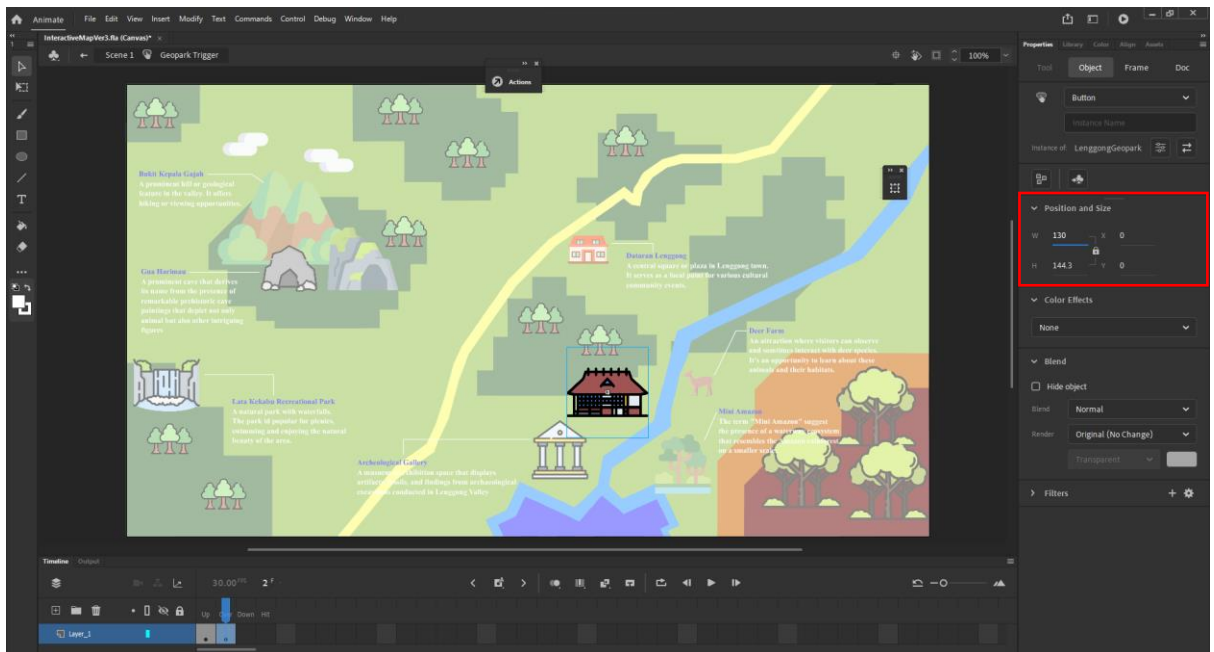 Animate File Edit View Insert Modify Text Commands Control Debug Window Help
InteractiveMapVer3.fla (Canvas)* ×
Scene 1 Geopark Trigger
100%
Actions
Bukit Kepala Gajah
A prominent hill or geological
feature in the valley. It offers
hiking or viewing opportunities.
Gua Harimau
A prominent cave that derives
its name from the presence of
remarkable prehistoric cave
paintings that depict not only
animal but also other intriguing
figures
Dataran Lenggong
A central square or plaza in Lenggong town.
It serves as a focal point for various cultural
community events.
Deer Farm
An attraction where visitors can observe
and sometimes interact with deer species.
It's an opportunity to learn about these
animals and their habitats.
Lata Kekabu Recreational Park
A natural park with waterfalls.
The park is popular for picnics,
swimming and enjoying the natural
beauty of the area.
Mini Amazon
The term "Mini Amazon" suggest
the presence of a waterway ecosystem
that resembles the Amazon rainforest
on a smaller scale
Archeological Gallery
A museum exhibition space that displays
artifacts, fossils, and findings from archaeological
excavations conducted in Lenggong Valley
Properties Library Color Align Assets
Tool Object Frame Doc
Button
Instance Name
Instance of LenggongGeopark
Position and Size
W 130 X 0
H 144.3 Y 0
Color Effects
None
Blend
Hide object
Blend Normal
Render Original (No Change)
Transparent
Filters
Timeline Output
30.00 FPS 2 F
Up Over Down Hit
Layer_1